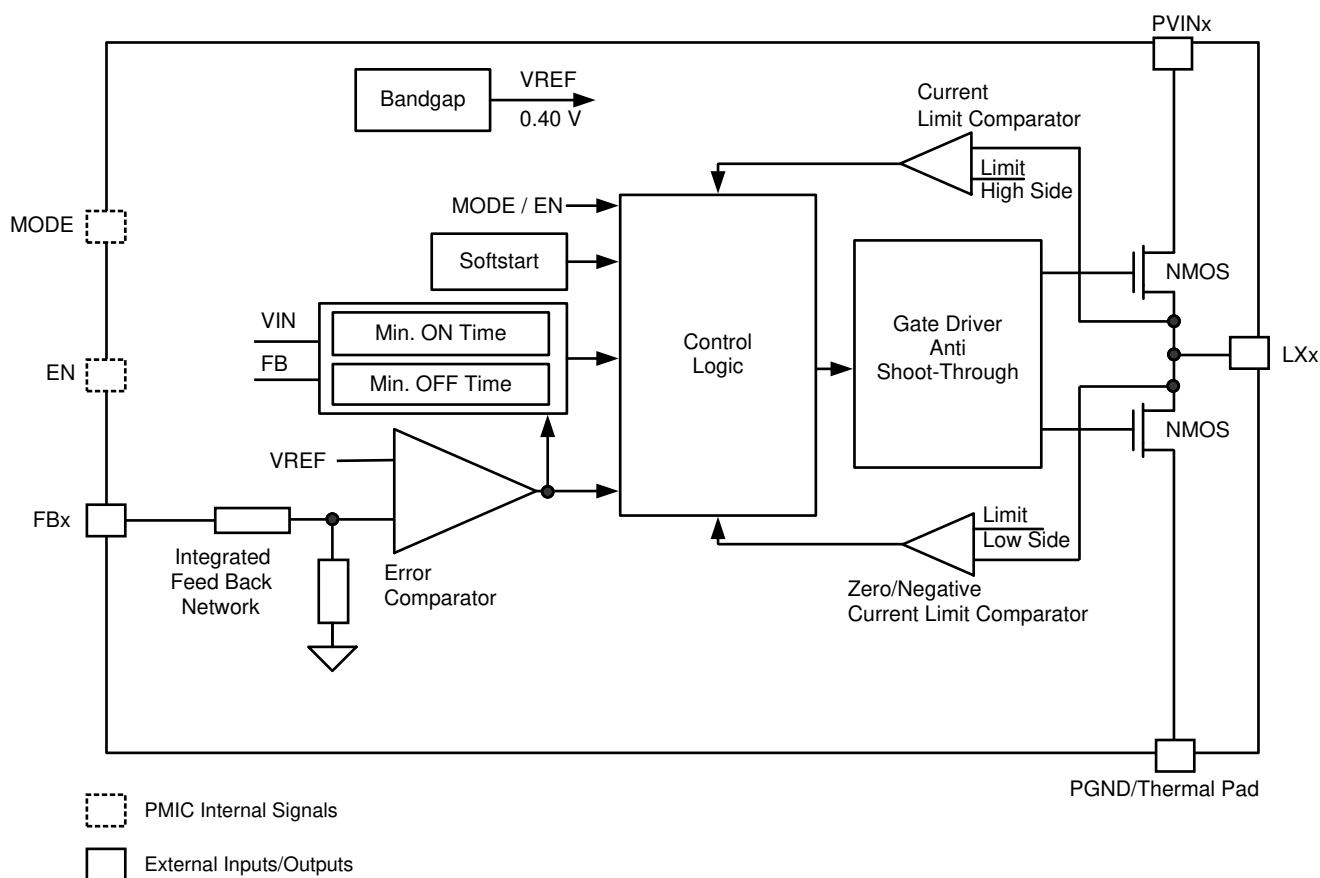 PVINx
Bandgap
VREF
0.40 V
Current
Limit Comparator
Limit
High Side
MODE
MODE / EN
Softstart
NMOS
VIN
FB
Min. ON Time
Min. OFF Time
Control
Logic
Gate Driver
Anti
Shoot-Through
LXx
EN
NMOS
VREF
FBx
Integrated
Feed Back
Network
Error
Comparator
Limit
Low Side
Zero/Negative
Current Limit Comparator
PGND/Thermal Pad
PMIC Internal Signals
External Inputs/Outputs